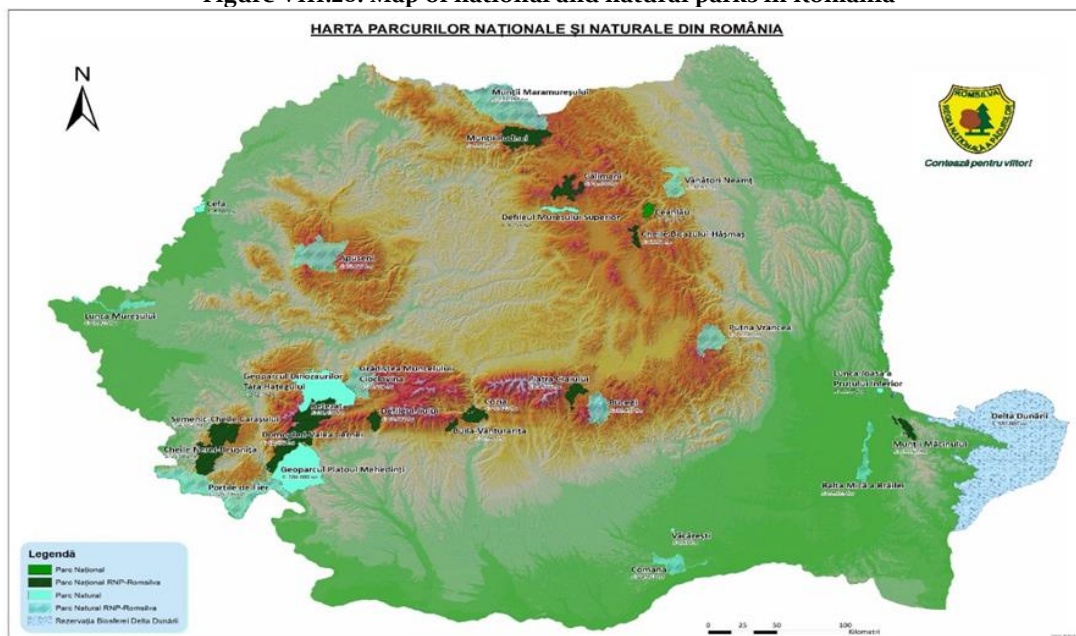 Figure VIII.28. Map of national and natural parks in Romania
HARTA PARCURILOR NAȚIONALE ȘI NATURALE DIN ROMÂNIA
N
ROMSILVA
REGIA NAȚIONALĂ A PĂDURILOR
Contează pentru viitor!
Munții Maramureșului
Munții Rodnei
Călimani
Vânători Neamț
Cefa
Defileul Mureșului Superior
Ceahlău
Cheile Bicazului-Hășmaș
Apuseni
Lunca Mureșului
Putna Vrancea
Geoparcul Dinozaurilor
Țara Hațegului
Grădiștea Muncelului
Cioclovina
Piatra Craiului
Lunca Joasă a
Prutului Inferior
Retezat
Cozia
Bucegi
Delta Dunării
Semenic-Cheile Carașului
Defileul Jiului
Domogled-Valea Cernei
Buila-Vânturarița
Munții Măcinului
Cheile Nerei-Beușnița
Geoparcul Platoul Mehedinți
Porțile de Fier
Balta Mică a Brăilei
Văcărești
Comana
Legendă
Parc Național
Parc Național RNP-Romsilva
Parc Natural
Parc Natural RNP-Romsilva
Rezervația Biosferei Delta Dunării
0 25 50 100
Kilometri